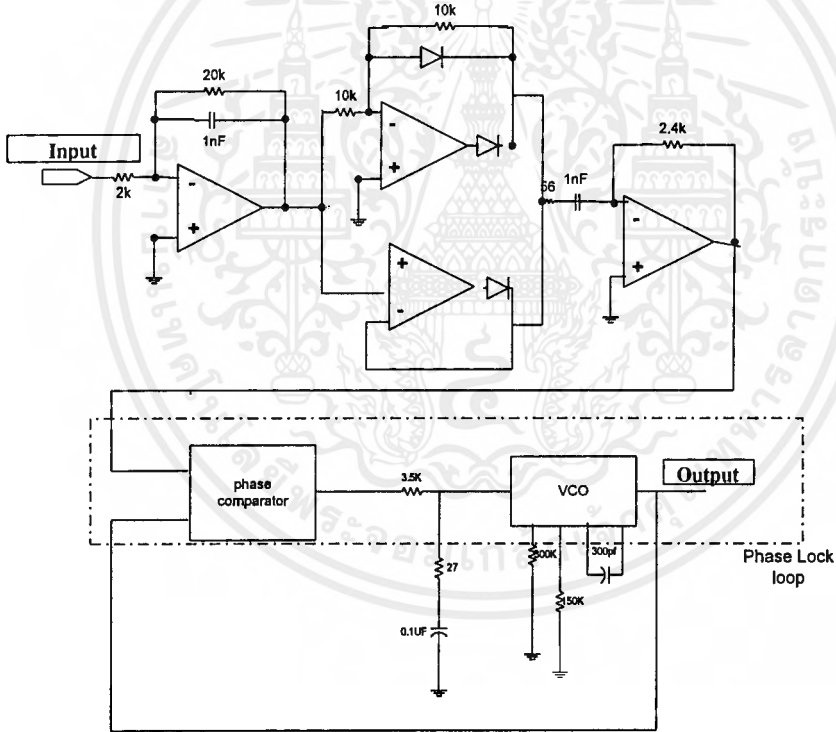 10k
20k
10k
1nF
Input
2k
-
+
-
+
+
-
56
1nF
2.4k
-
+
phase
comparator
3.5K
VCO
Output
300pf
27
150K
0.1UF
Phase Lock
loop